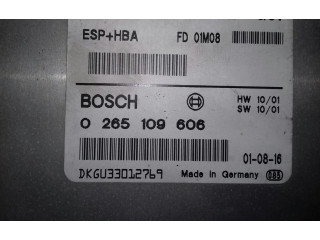 ESP+HBA FD 01M08
BOSCH HW 10/01
SW 10/01
0 265 109 606
01-08-16
DKGU33012769 Made in Germany 085